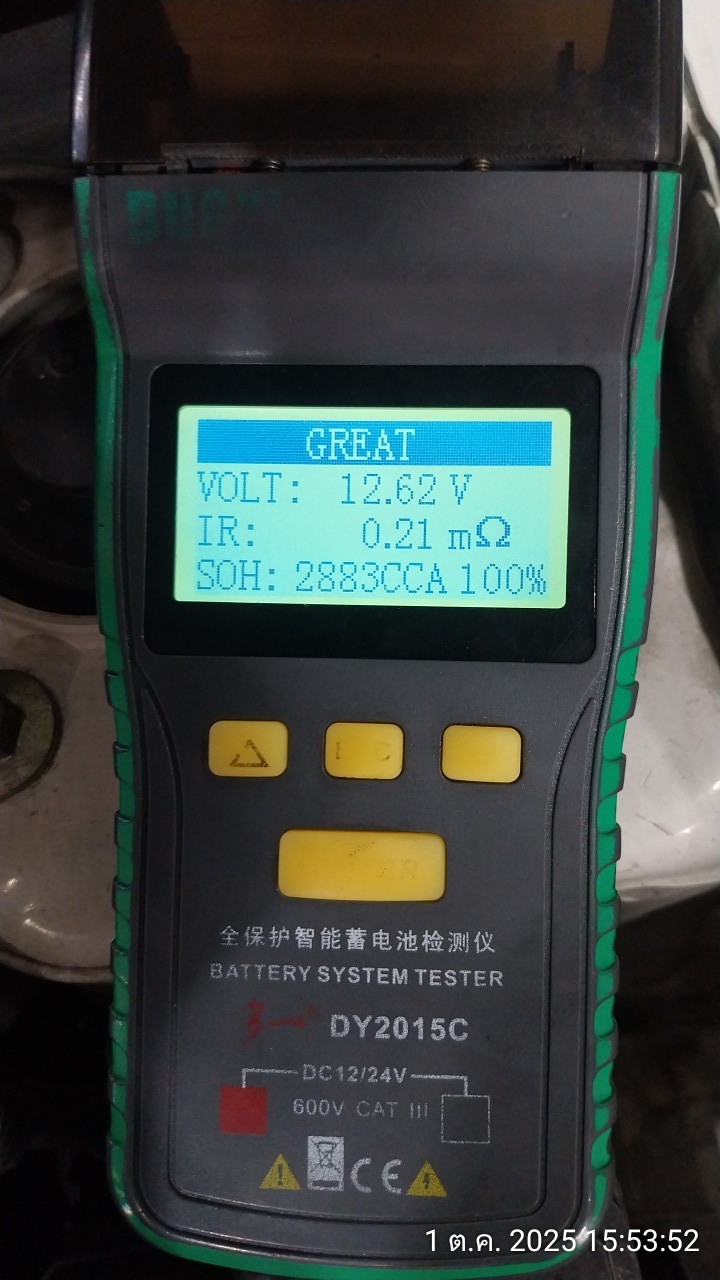 GREAT
VOLT: 12.62 V
IR: 0.21 mΩ
SOH: 2883CCA 100%
全保护智能蓄电池检测仪
BATTERY SYSTEM TESTER
DY2015C
DC12/24V
600V CAT III
CE
1 ต.ค. 2025 15:53:52